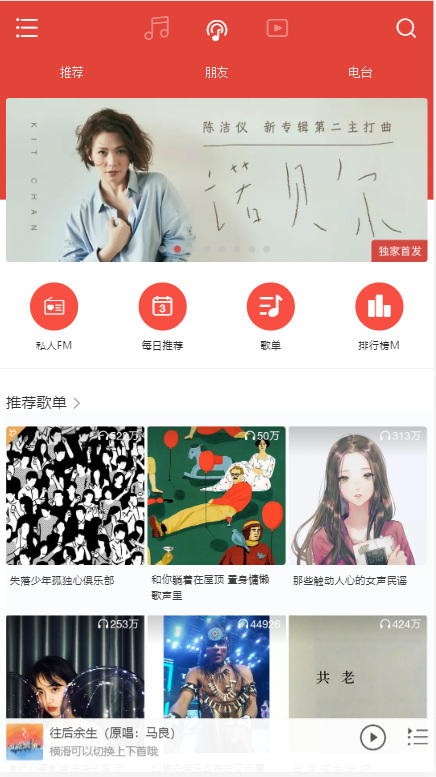 推荐
朋友
电台
KIT CHAN
陈洁仪 新专辑第二主打曲
诺贝尔
独家首发
3
私人FM
每日推荐
歌单
排行榜M
推荐歌单
522万
50万
313万
失落少年孤独心俱乐部
和你躺着在屋顶 置身慵懒
歌声里
那些触动人心的女声民谣
253万
44926
424万
共 老
往后余生（原唱：马良）
横滑可以切换上下首哦